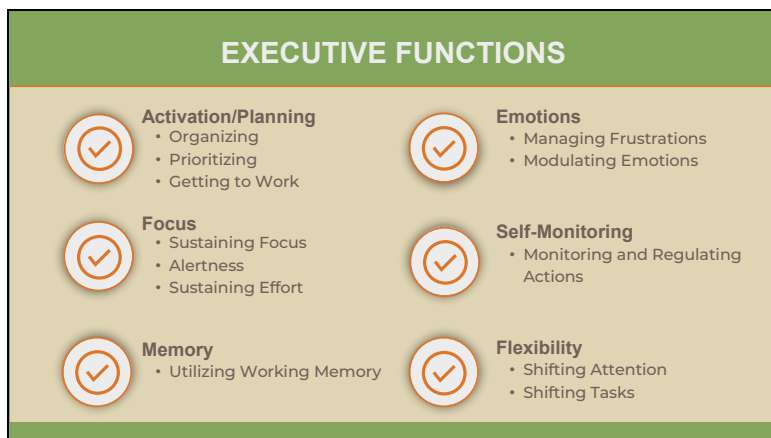 EXECUTIVE FUNCTIONS
Activation/Planning
• Organizing
• Prioritizing
• Getting to Work
Focus
• Sustaining Focus
• Alertness
• Sustaining Effort
Memory
• Utilizing Working Memory
Emotions
• Managing Frustrations
• Modulating Emotions
Self-Monitoring
• Monitoring and Regulating
Actions
Flexibility
• Shifting Attention
• Shifting Tasks